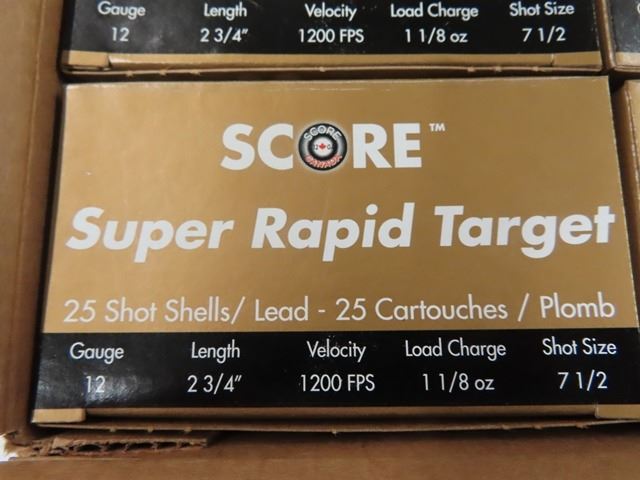 Gauge Length Velocity Load Charge Shot Size
12 2 3/4" 1200 FPS 1 1/8 oz 7 1/2
SCORE™
SCORE
12 GA
CANADA
Super Rapid Target
25 Shot Shells/ Lead - 25 Cartouches / Plomb
Gauge Length Velocity Load Charge Shot Size
12 2 3/4" 1200 FPS 1 1/8 oz 7 1/2